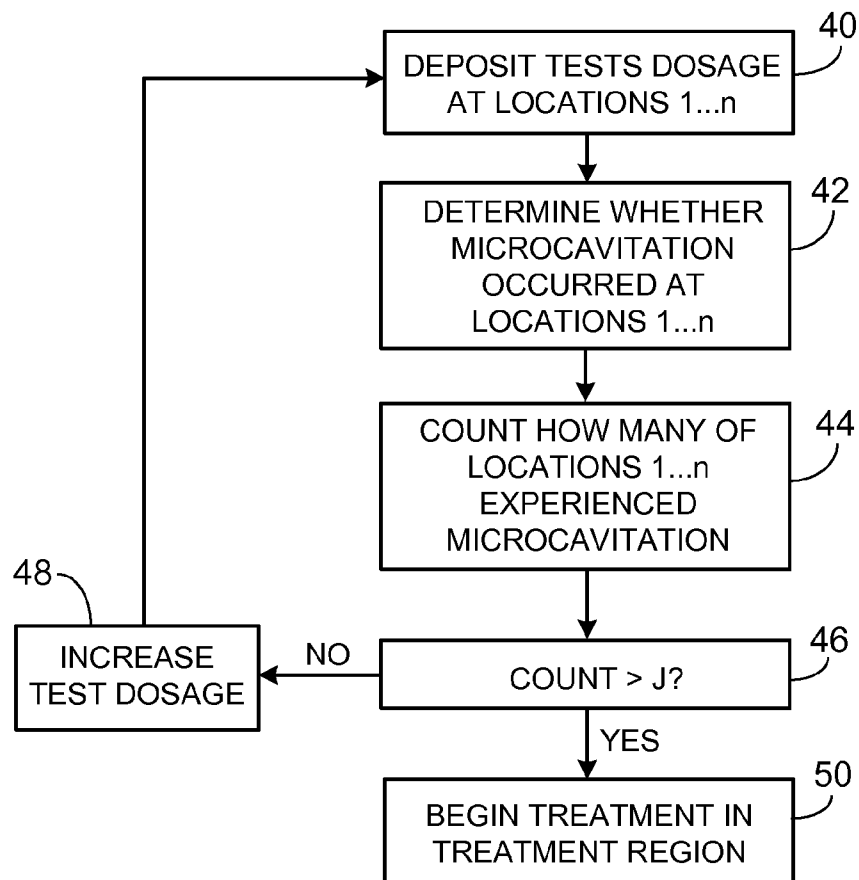 40
DEPOSIT TESTS DOSAGE
AT LOCATIONS 1...n
42
DETERMINE WHETHER
MICROCAVITATION
OCCURRED AT
LOCATIONS 1...n
44
COUNT HOW MANY OF
LOCATIONS 1...n
EXPERIENCED
MICROCAVITATION
46
COUNT > J?
NO
48
INCREASE
TEST DOSAGE
YES
50
BEGIN TREATMENT IN
TREATMENT REGION